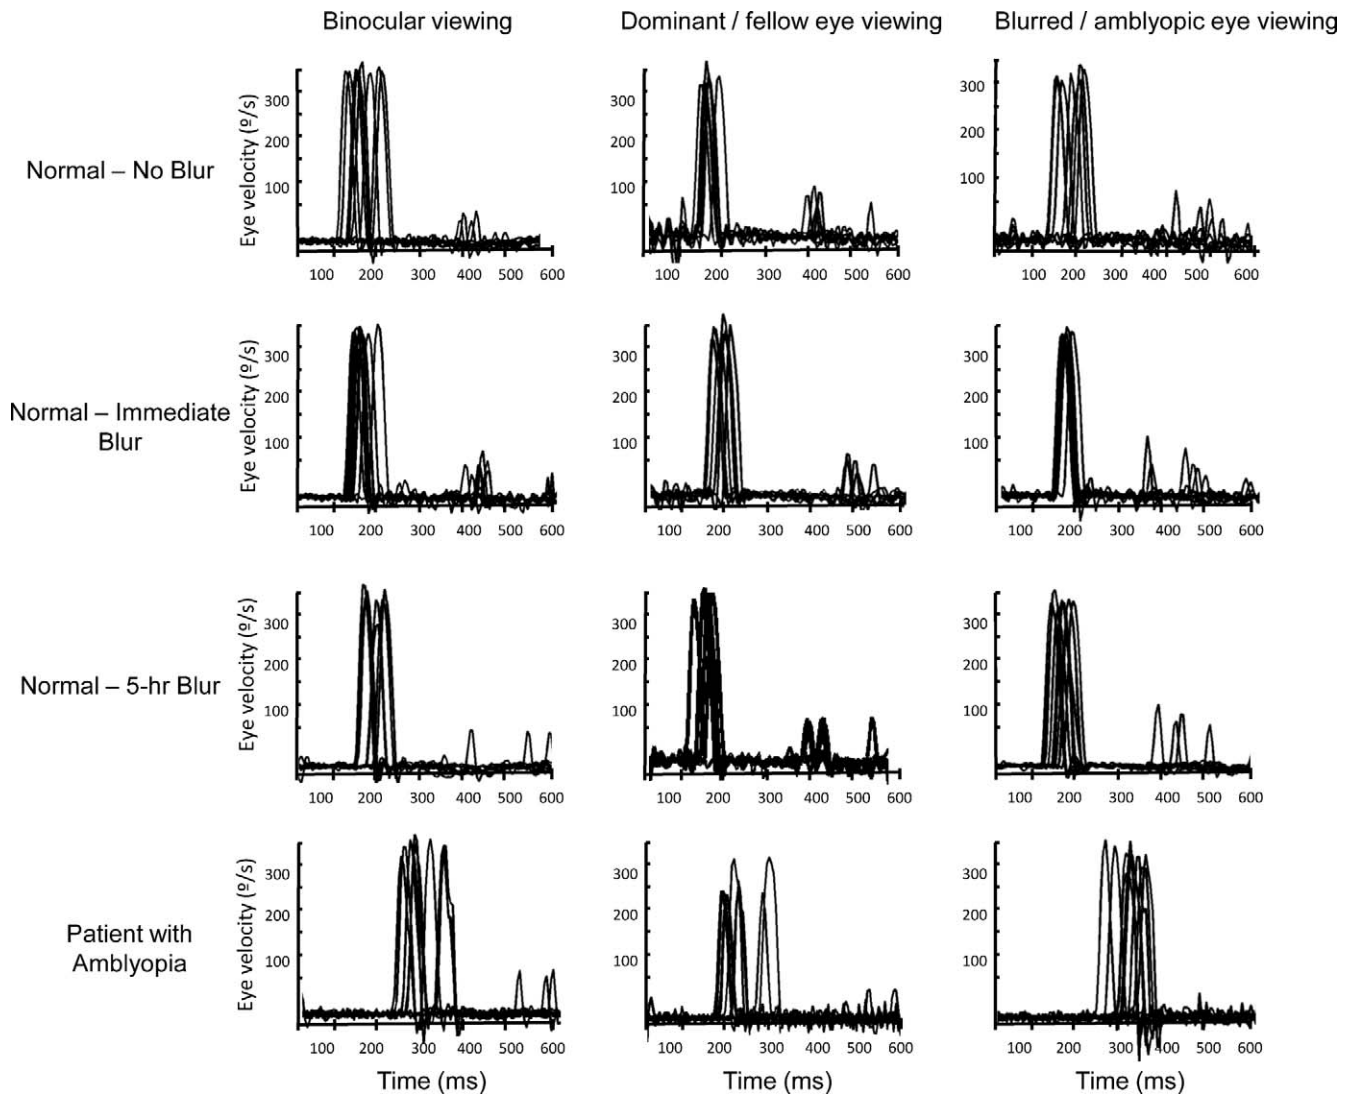 Binocular viewing
Dominant / fellow eye viewing
Blurred / amblyopic eye viewing
Normal – No Blur
Eye velocity (º/s)
300
200
100
100 200 300 400 500 600
300
200
100
100 200 300 400 500 600
300
200
100
100 200 300 400 500 600
Normal – Immediate
Blur
Eye velocity (º/s)
300
200
100
100 200 300 400 500 600
300
200
100
100 200 300 400 500 600
300
200
100
100 200 300 400 500 600
Normal – 5-hr Blur
Eye velocity (º/s)
300
200
100
100 200 300 400 500 600
300
200
100
100 200 300 400 500 600
300
200
100
100 200 300 400 500 600
Patient with
Amblyopia
Eye velocity (º/s)
300
200
100
100 200 300 400 500 600
300
200
100
100 200 300 400 500 600
300
200
100
100 200 300 400 500 600
Time (ms)
Time (ms)
Time (ms)